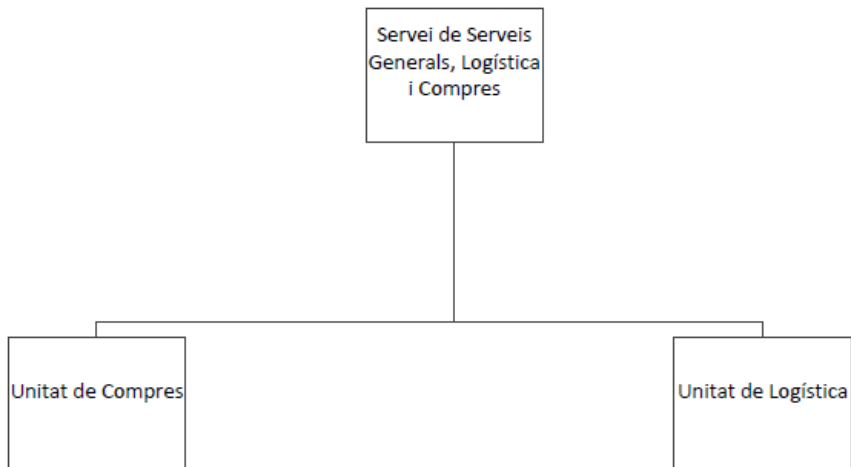 Servei de Serveis
Generals, Logística
i Compres
Unitat de Compres
Unitat de Logística